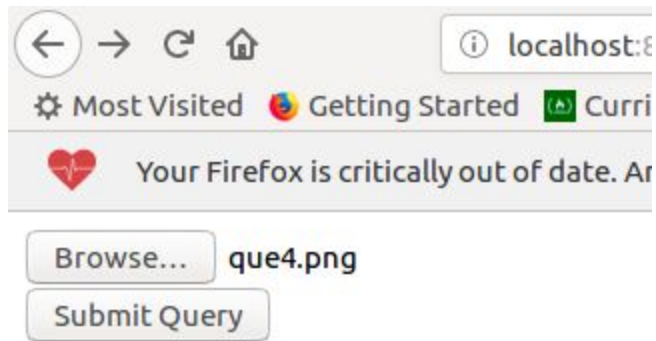 localhost:8
Most Visited Getting Started Curri
Your Firefox is critically out of date. Ar
Browse... que4.png
Submit Query